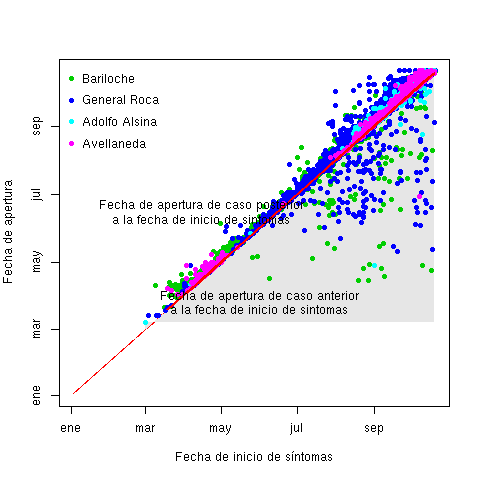 Bariloche
General Roca
Adolfo Alsina
Avellaneda
Fecha de apertura de caso posterior
a la fecha de inicio de síntomas
Fecha de apertura de caso anterior
a la fecha de inicio de síntomas
Fecha de apertura
sep
jul
may
mar
ene
ene mar may jul sep
Fecha de inicio de síntomas